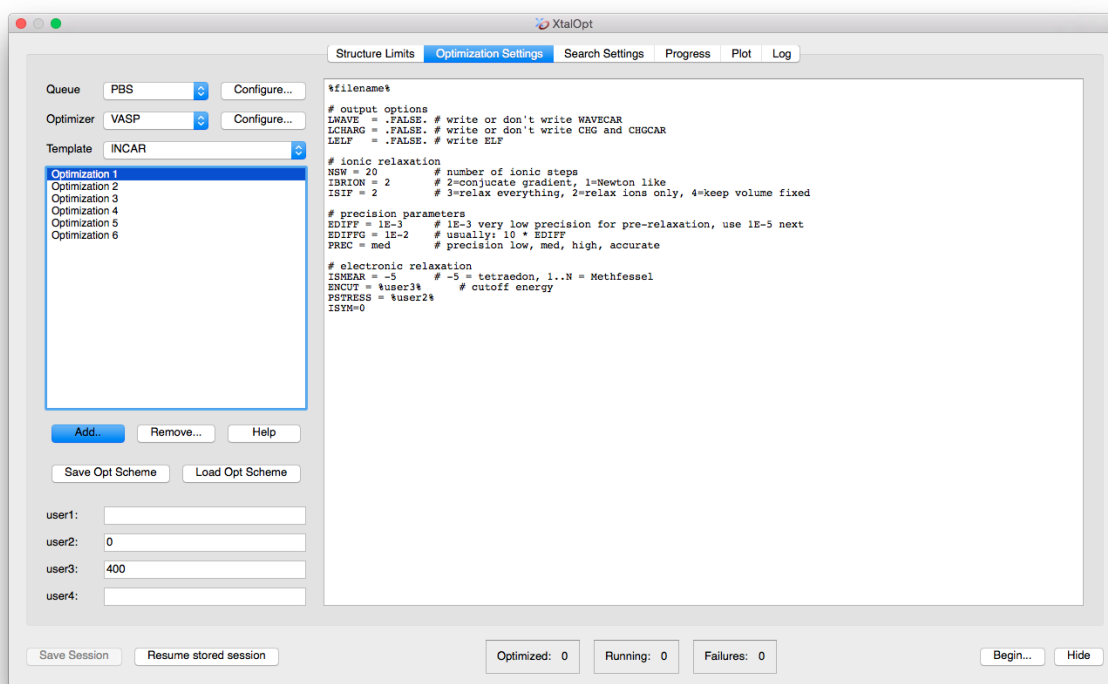 XtalOpt
Structure Limits Optimization Settings Search Settings Progress Plot Log
Queue PBS Configure...
Optimizer VASP Configure...
Template INCAR
Optimization 1
Optimization 2
Optimization 3
Optimization 4
Optimization 5
Optimization 6
Add.. Remove... Help
Save Opt Scheme Load Opt Scheme
user1:
user2: 0
user3: 400
user4:
%filename%
# output options
LWAVE = .FALSE. # write or don't write WAVECAR
LCHARG = .FALSE. # write or don't write CHG and CHGCAR
LELF = .FALSE. # write ELF
# ionic relaxation
NSW = 20 # number of ionic steps
IBRION = 2 # 2=conjucate gradient, 1=Newton like
ISIF = 2 # 3=relax everything, 2=relax ions only, 4=keep volume fixed
# precision parameters
EDIFF = 1E-3 # 1E-3 very low precision for pre-relaxation, use 1E-5 next
EDIFFG = 1E-2 # usually: 10 * EDIFF
PREC = med # precision low, med, high, accurate
# electronic relaxation
ISMEAR = -5 # -5 = tetraedon, 1..N = Methfessel
ENCUT = %user3% # cutoff energy
PSTRESS = %user2%
ISYM=0
Save Session Resume stored session Optimized: 0 Running: 0 Failures: 0 Begin... Hide